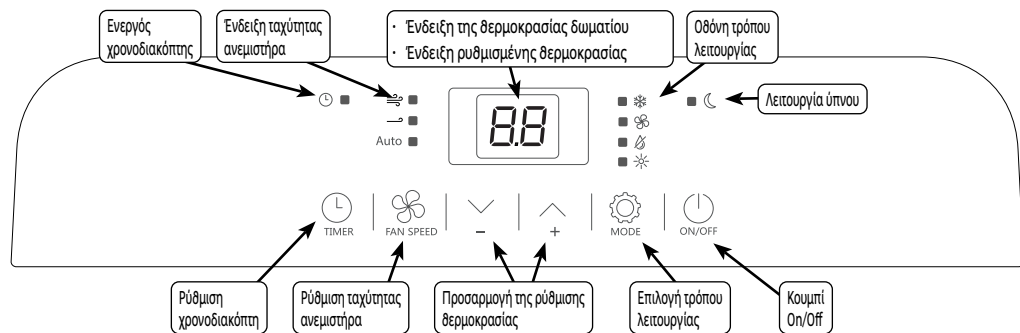 Ενεργός
χρονοδιακόπτης
Ένδειξη ταχύτητας
ανεμιστήρα
· Ένδειξη της θερμοκρασίας δωματίου
· Ένδειξη ρυθμισμένης θερμοκρασίας
Οθόνη τρόπου
λειτουργίας
Λειτουργία ύπνου
Auto
8.8
TIMER
FAN SPEED
–
+
MODE
ON/OFF
Ρύθμιση
χρονοδιακόπτη
Ρύθμιση ταχύτητας
ανεμιστήρα
Προσαρμογή της ρύθμισης
θερμοκρασίας
Επιλογή τρόπου
λειτουργίας
Κουμπί
On/Off